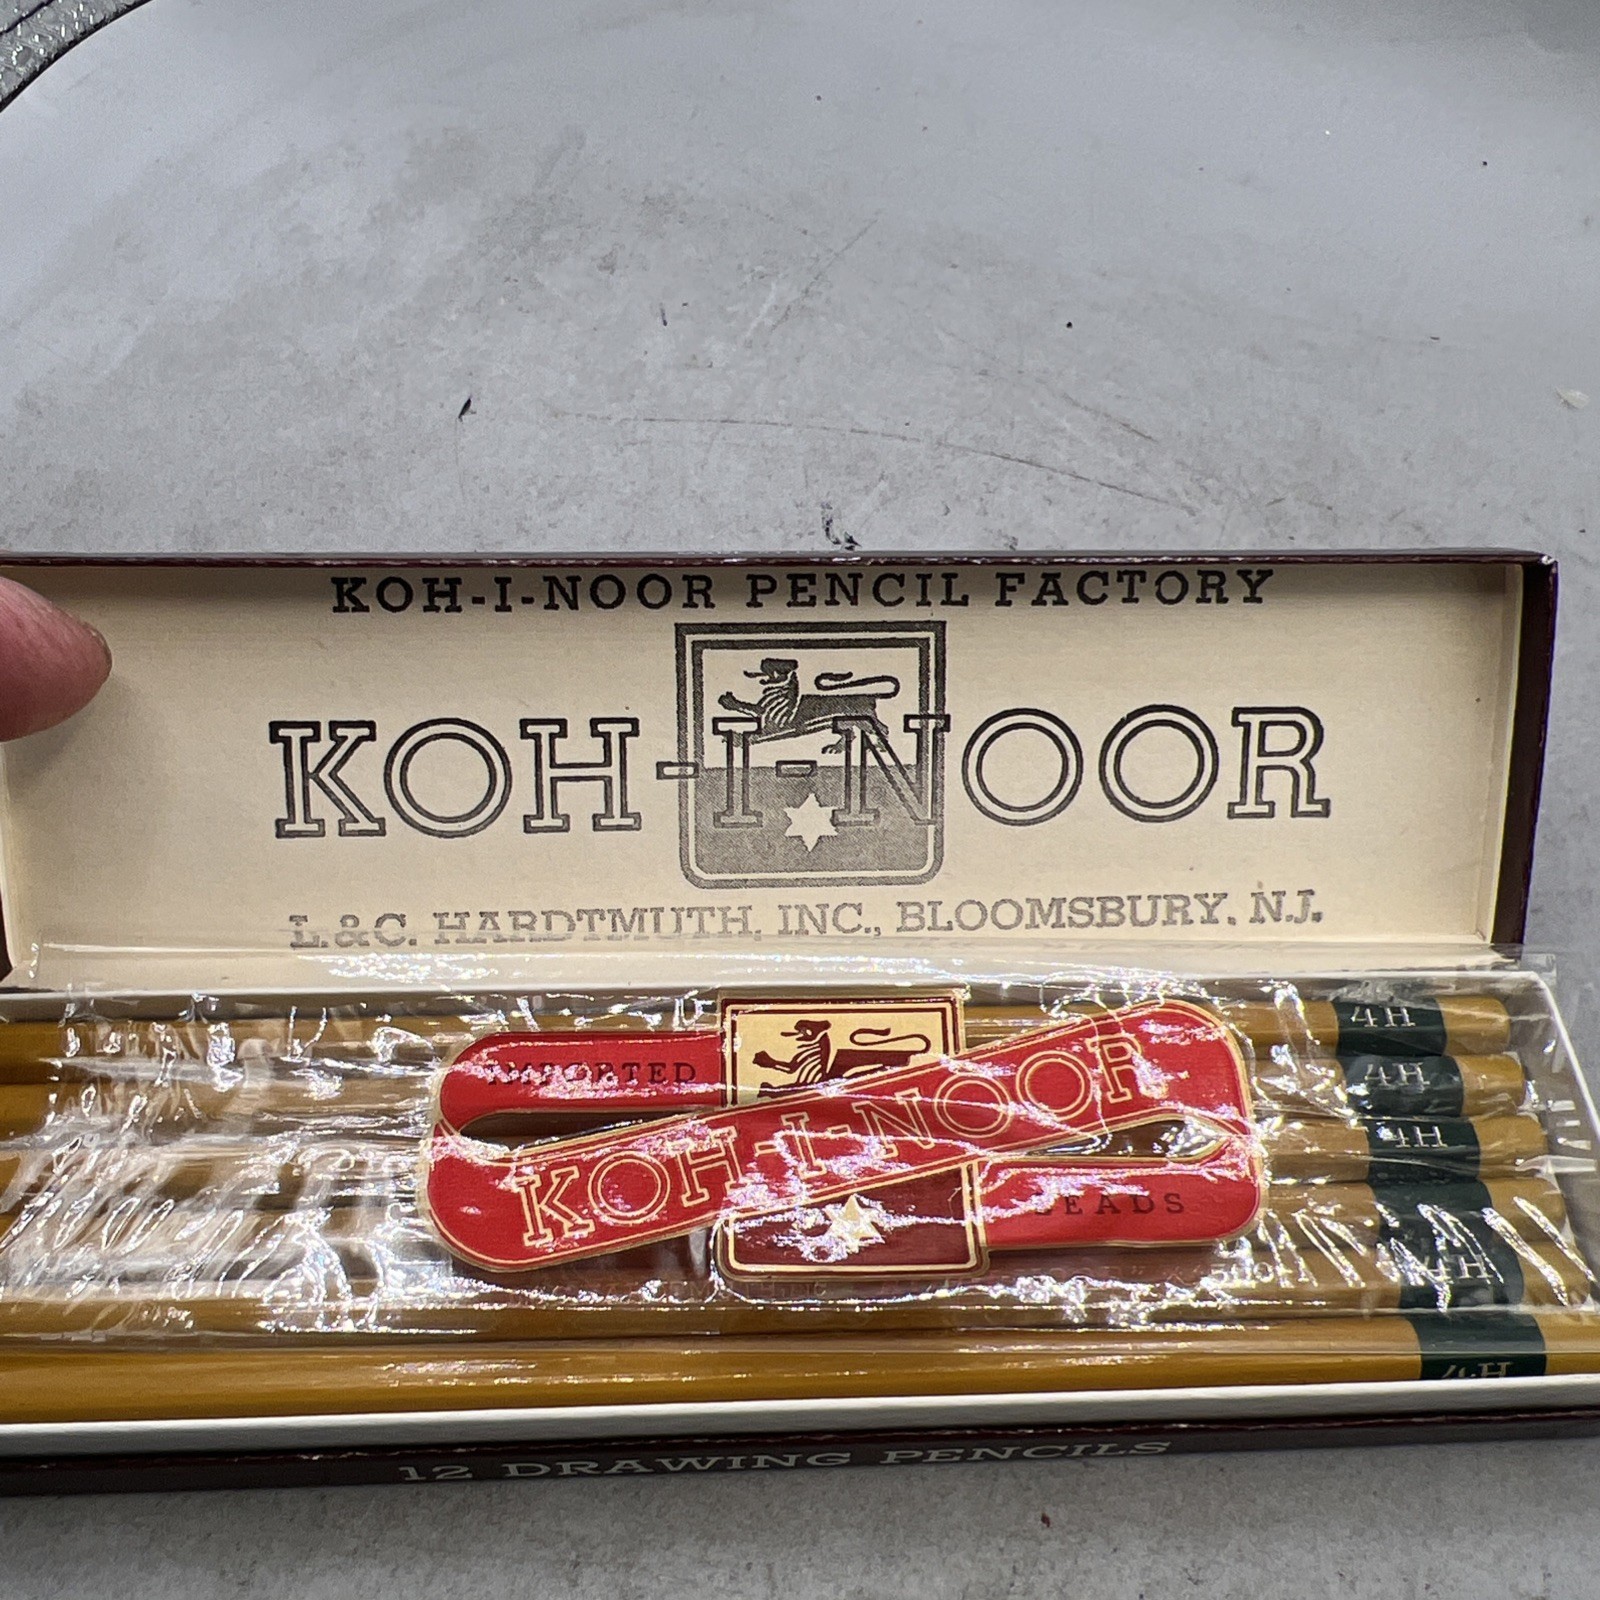 KOH-I-NOOR PENCIL FACTORY
KOH-I-NOOR
L. & C. HARDTMUTH, INC., BLOOMSBURY, N.J.
IMPORTED
KOH-I-NOOR
LEADS
4H
4H
4H
4H
4H
12 DRAWING PENCILS